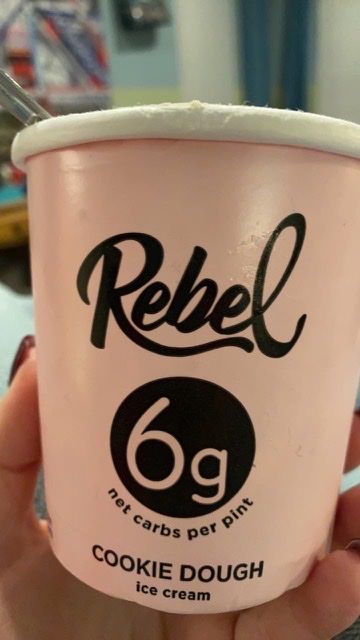 Rebel
6g
net carbs per pint
COOKIE DOUGH
ice cream